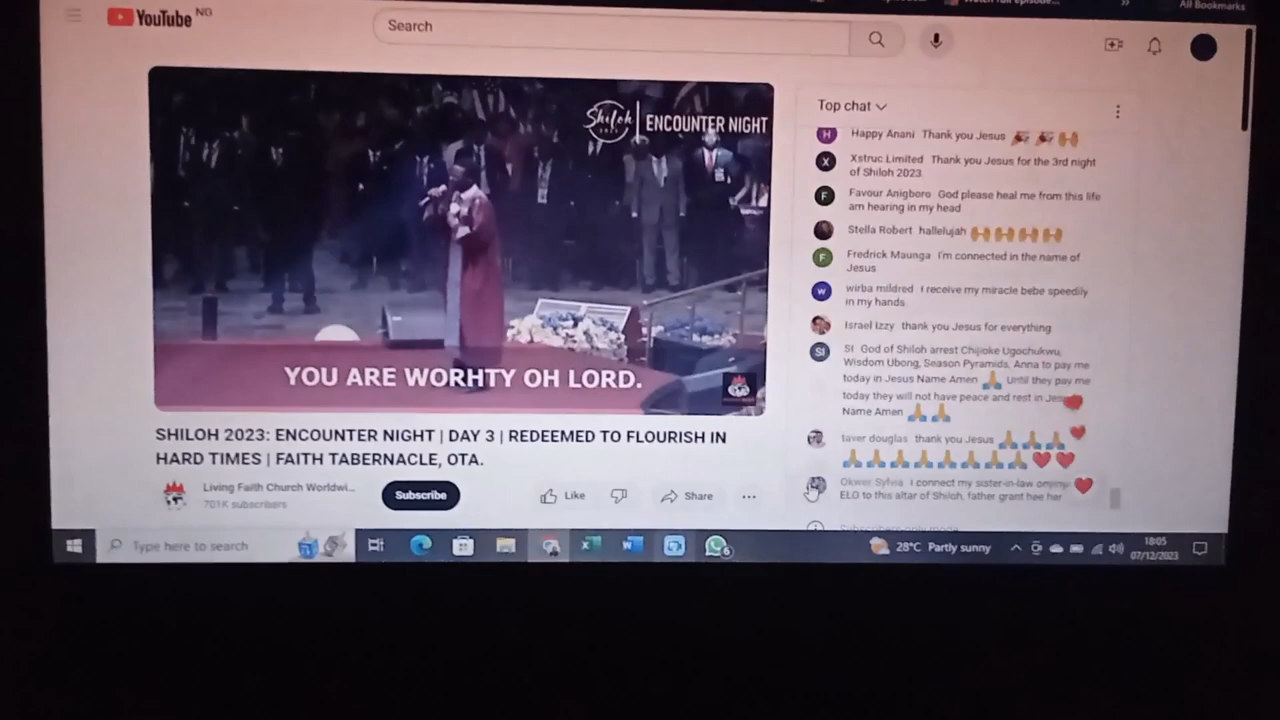 All Bookmarks
YouTube NG
Search
Shiloh
ENCOUNTER NIGHT
YOU ARE WORHTY OH LORD.
SHILOH 2023: ENCOUNTER NIGHT | DAY 3 | REDEEMED TO FLOURISH IN
HARD TIMES | FAITH TABERNACLE, OTA.
Living Faith Church Worldwi...
701K subscribers
Subscribe
Like
Share
Top chat
Happy Anani Thank you Jesus
Xstruc Limited Thank you Jesus for the 3rd night
of Shiloh 2023
Favour Anigboro God please heal me from this life
am hearing in my head
Stella Robert hallelujah 🙌🙌🙌🙌
Fredrick Maunga I'm connected in the name of
Jesus
wirba mildred I receive my miracle bebe speedily
in my hands
Israel Izzy thank you Jesus for everything
SI God of Shiloh arrest Chijioke Ugochukwu,
Wisdom Ubong, Season Pyramids, Anna to pay me
today in Jesus Name Amen 🙏 Until they pay me
today they will not have peace and rest in Jesus
Name Amen 🙏🙏
taver douglas thank you Jesus 🙏🙏🙏
🙏🙏🙏🙏🙏🙏🙏🙏❤️❤️
Okwer Sylvia I connect my sister-in-law
ELO to this altar of Shiloh, father grant hee her
Subscribers-only mode
Type here to search
28°C Partly sunny
18:05
07/12/2023